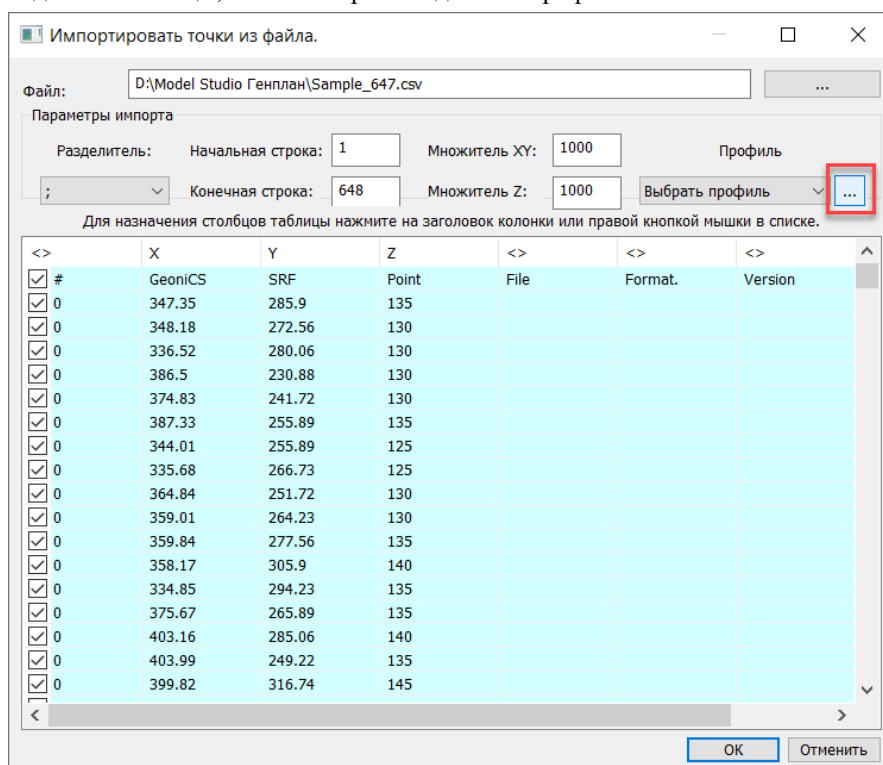 Импортировать точки из файла.
Файл: D:\Model Studio Генплан\Sample_647.csv ...
Параметры импорта
Разделитель: Начальная строка: 1 Множитель XY: 1000 Профиль
; Конечная строка: 648 Множитель Z: 1000 Выбрать профиль ...
Для назначения столбцов таблицы нажмите на заголовок колонки или правой кнопкой мышки в списке.
<> X Y Z <> <> <>
# GeoniCS SRF Point File Format. Version
0 347.35 285.9 135
0 348.18 272.56 130
0 336.52 280.06 130
0 386.5 230.88 130
0 374.83 241.72 130
0 387.33 255.89 135
0 344.01 255.89 125
0 335.68 266.73 125
0 364.84 251.72 130
0 359.01 264.23 130
0 359.84 277.56 135
0 358.17 305.9 140
0 334.85 294.23 135
0 375.67 265.89 135
0 403.16 285.06 140
0 403.99 249.22 135
0 399.82 316.74 145
OK Отменить